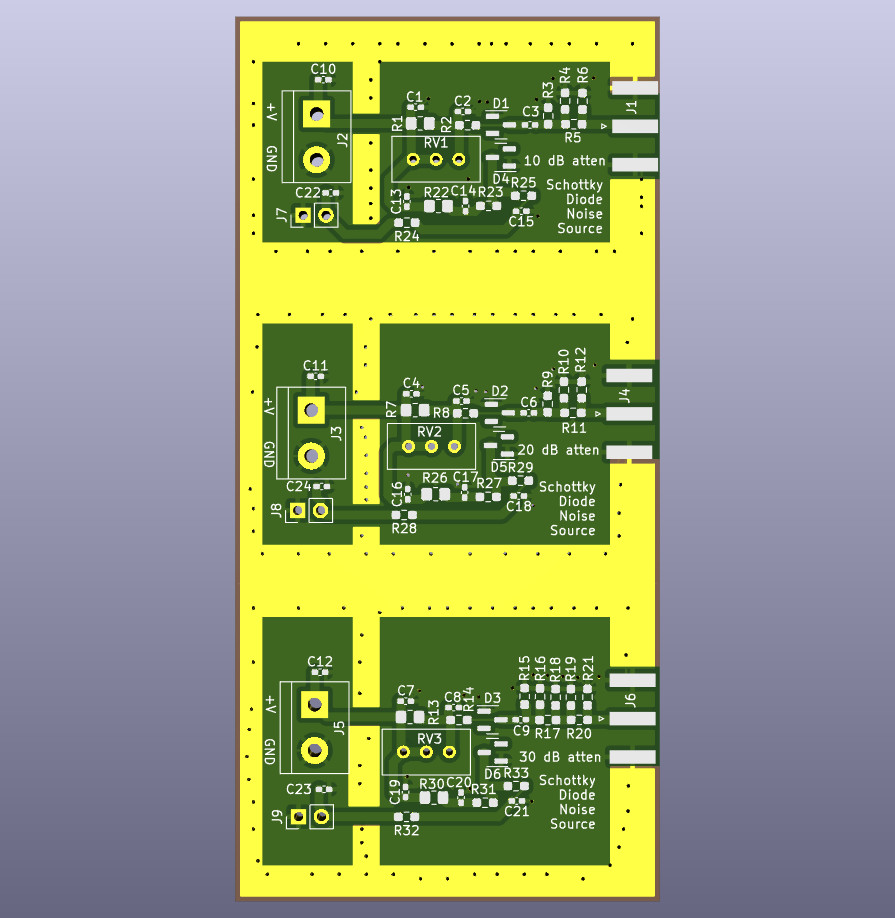 C10
+V
GND
J2
C22
J7
C1
C2
D1
C3
R3
R4
R6
J1
R1
R2
R5
RV1
10 dB atten
D4
R25
C13
R22
C14
R23
C15
R24
Schottky
Diode
Noise
Source
C11
+V
GND
J3
C24
J8
C4
C5
D2
C6
R9
R10
R12
J4
R7
R8
R11
RV2
20 dB atten
D5
R29
C16
R26
C17
R27
C18
R28
Schottky
Diode
Noise
Source
C12
+V
GND
J5
C23
J9
C7
C8
R14
D3
C9
R15
R16
R18
R19
R21
J6
R13
R17
R20
RV3
30 dB atten
D6
R33
C19
R30
C20
R31
C21
R32
Schottky
Diode
Noise
Source